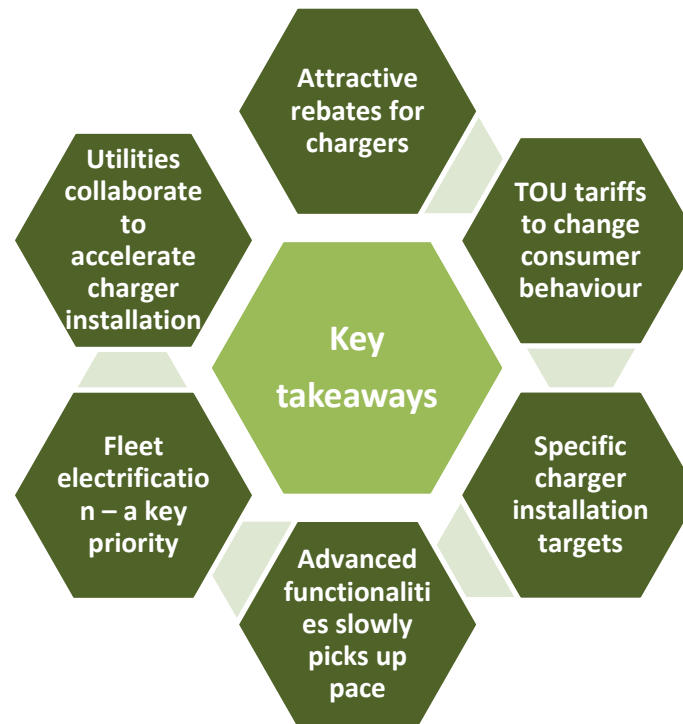 Attractive
rebates for
chargers
TOU tariffs
to change
consumer
behaviour
Specific
charger
installation
targets
Advanced
functionaliti
es slowly
picks up
pace
Fleet
electrificatio
n – a key
priority
Utilities
collaborate
to
accelerate
charger
installation
Key
takeaways